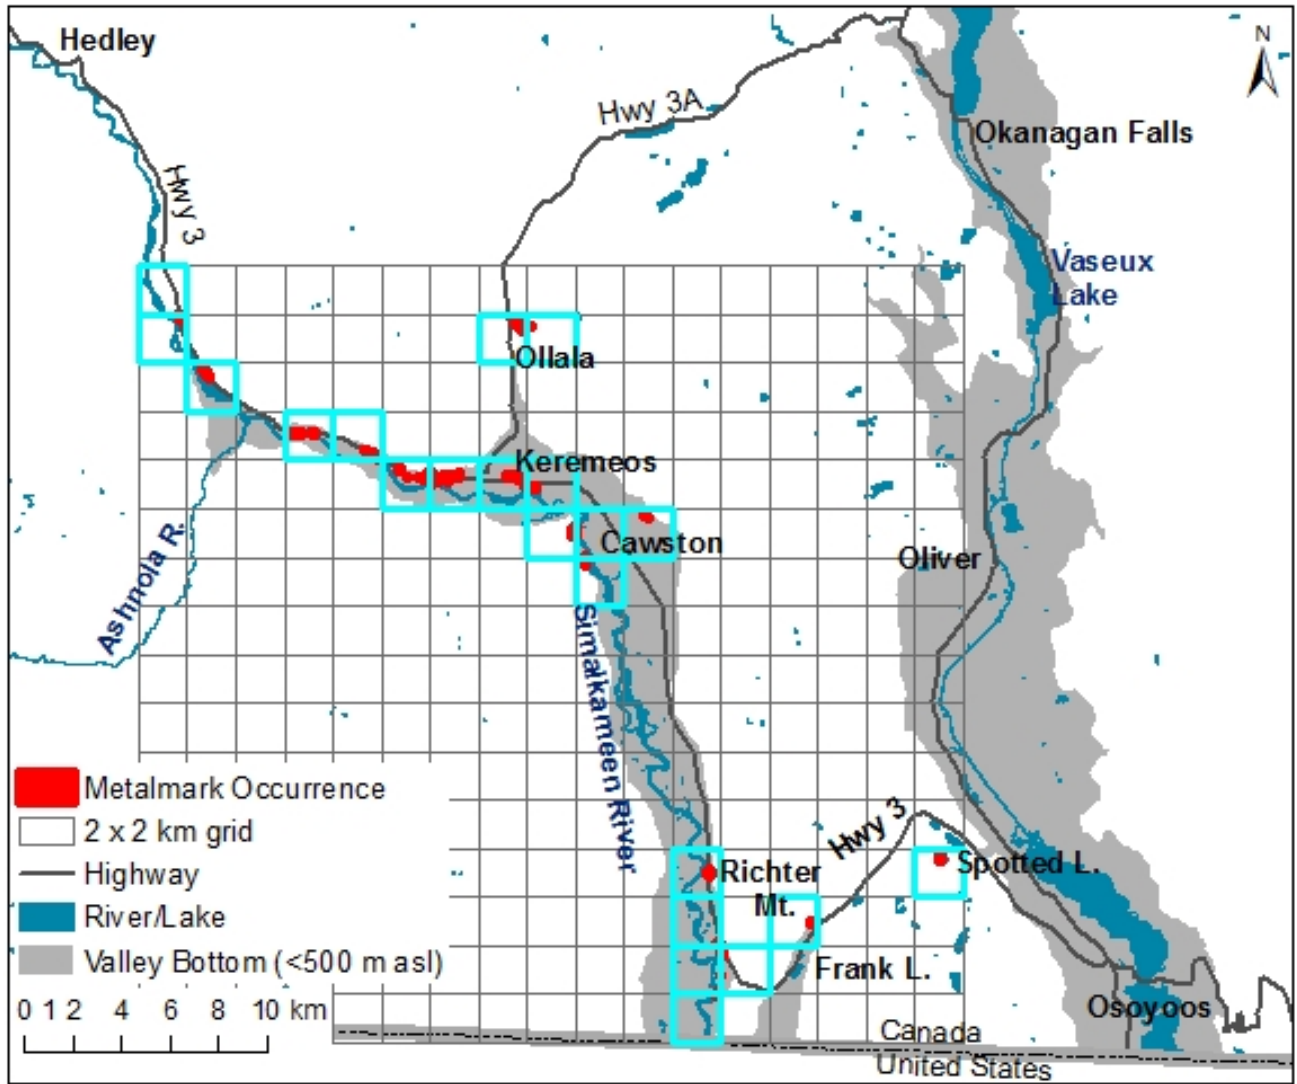 N
Hedley
Hwy 3A
Okanagan Falls
Hwy 3
Vaseux
Lake
Ollala
Keremeos
Cawston
Oliver
Ashnola R.
Simalkameen River
Metalmark Occurrence
2 x 2 km grid
Highway
River/Lake
Valley Bottom (<500 m asl)
0 1 2 4 6 8 10 km
Hwy 3
Richter
Mt.
Spotted L.
Frank L.
Osoyoos
Canada
United States